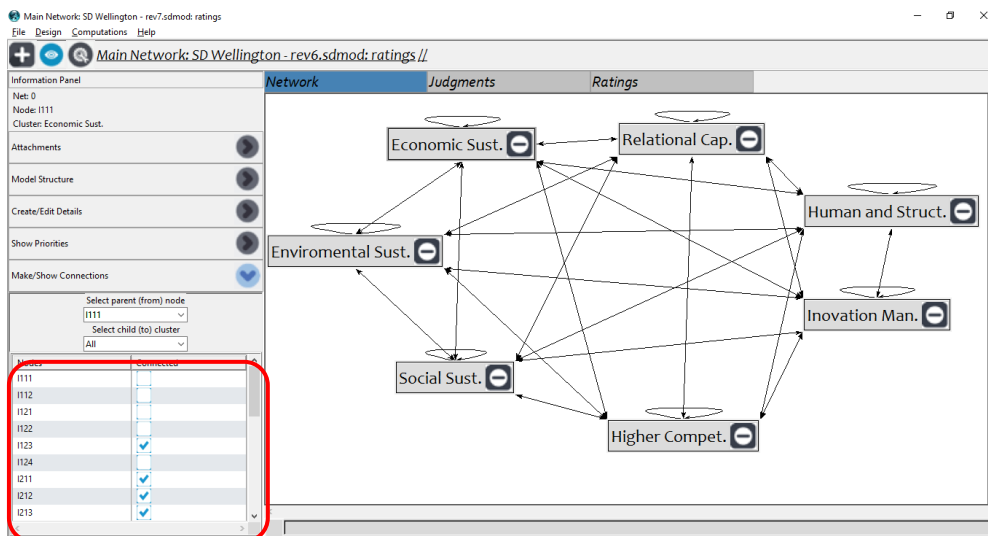 Main Network: SD Wellington - rev7.sdmod: ratings
File Design Computations Help
Main Network: SD Wellington - rev6.sdmod: ratings //
Information Panel
Net: 0
Node: I111
Cluster: Economic Sust.
Attachments
Model Structure
Create/Edit Details
Show Priorities
Make/Show Connections
Select parent (from) node
I111
Select child (to) cluster
All
Nodes Connected
I111
I112
I121
I122
I123
I124
I211
I212
I213
Network Judgments Ratings
Economic Sust.
Relational Cap.
Human and Struct.
Enviromental Sust.
Inovation Man.
Social Sust.
Higher Compet.